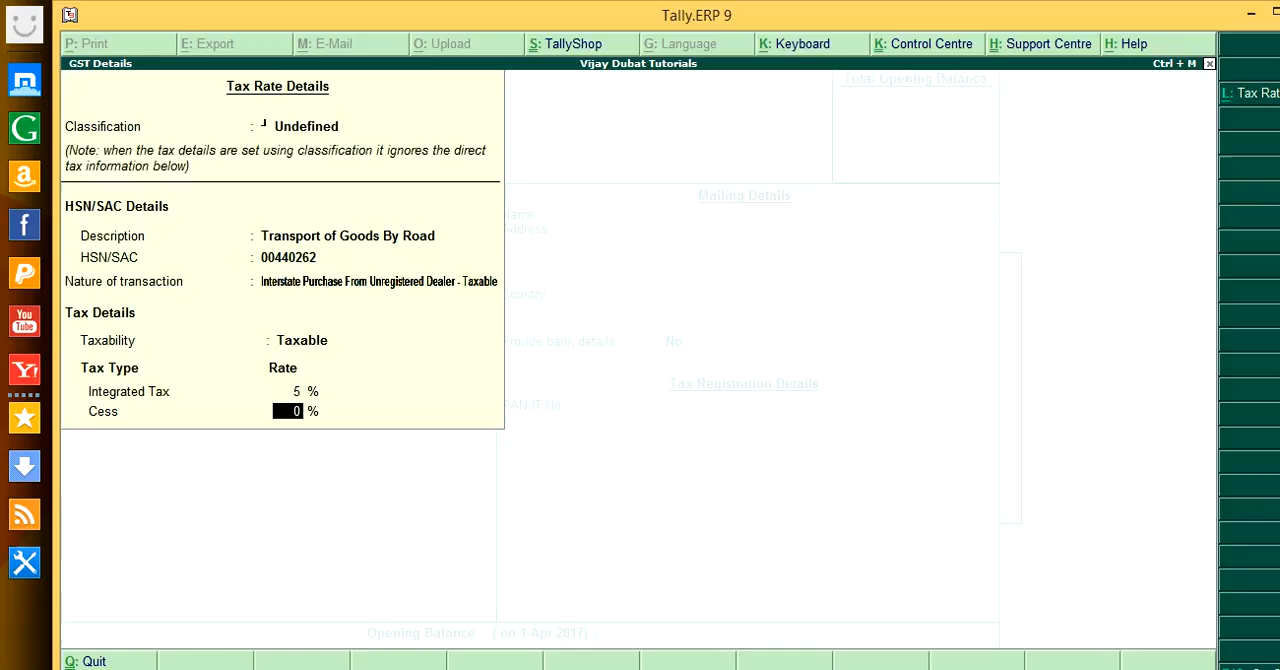 Tally.ERP 9
P: Print E: Export M: E-Mail O: Upload S: TallyShop G: Language K: Keyboard K: Control Centre H: Support Centre H: Help
GST Details Vijay Dubat Tutorials Ctrl + M
Tax Rate Details
Total Opening Balance
L: Tax Rat
Classification : Undefined
(Note: when the tax details are set using classification it ignores the direct
tax information below)
HSN/SAC Details
Description : Transport of Goods By Road
HSN/SAC : 00440262
Nature of transaction : Interstate Purchase From Unregistered Dealer - Taxable
Tax Details
Taxability : Taxable
Tax Type Rate
Integrated Tax 5 %
Cess 0 %
Mailing Details
Name
Address
Country
Provide bank details No
Tax Registration Details
PAN/IT No
Opening Balance ( on 1-Apr-2017) :
Q: Quit
G
a
f
P
You
Tube
Y!